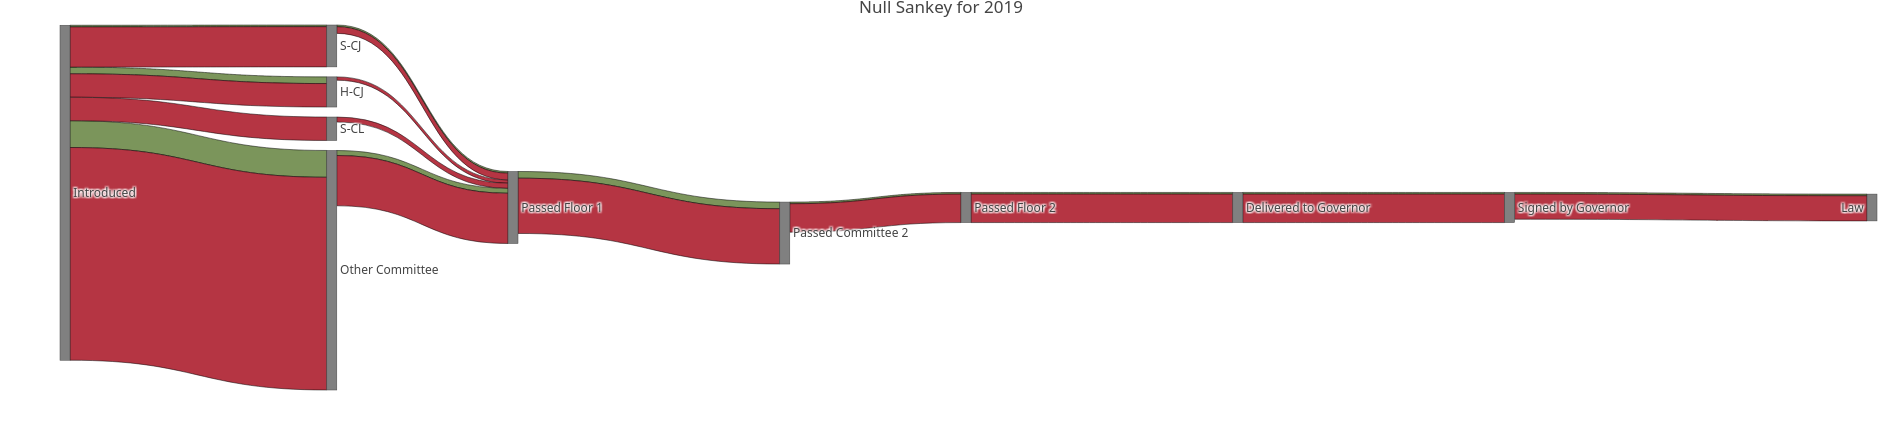 Null Sankey for 2019
S-CJ
H-CJ
S-CL
Introduced
Other Committee
Passed Floor 1
Passed Committee 2
Passed Floor 2
Delivered to Governor
Signed by Governor
Law